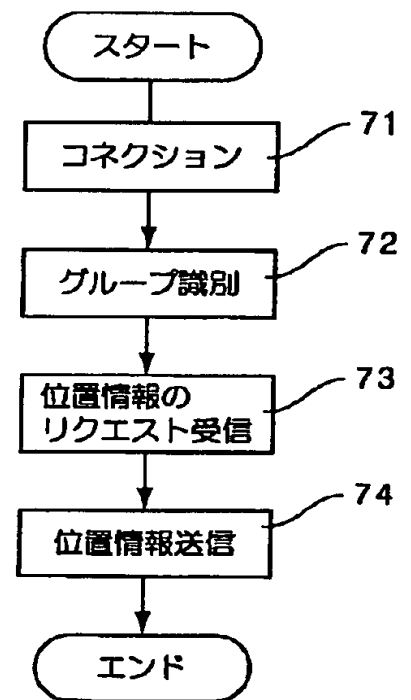 スタート
コネクション
71
グループ識別
72
位置情報の
リクエスト受信
73
位置情報送信
74
エンド